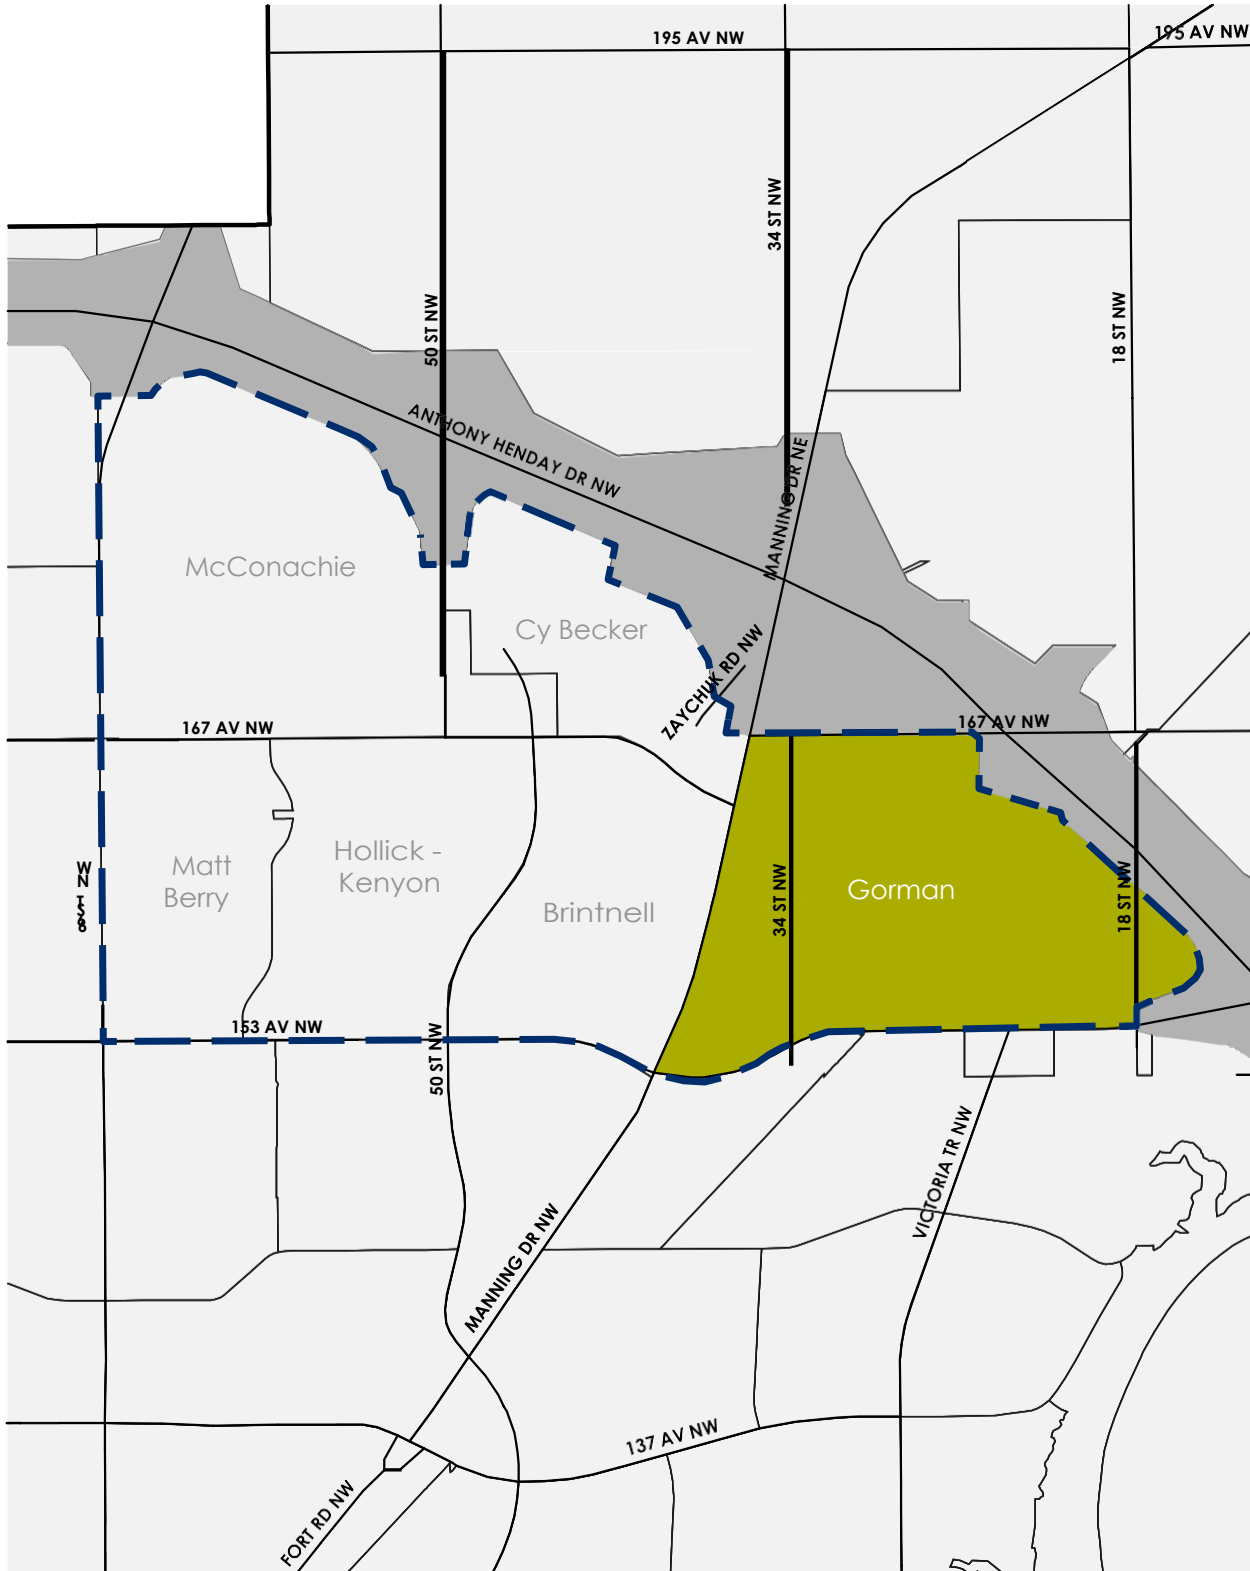 195 AV NW
195 AV NW
34 ST NW
50 ST NW
18 ST NW
ANTHONY HENDAY DR NW
MANNING DR NE
McConachie
Cy Becker
ZAYCHUK RD NW
167 AV NW
167 AV NW
Matt
Berry
Hollick -
Kenyon
Brintnell
34 ST NW
Gorman
18 ST NW
153 AV NW
50 ST NW
VICTORIA TR NW
MANNING DR NW
137 AV NW
FORT RD NW